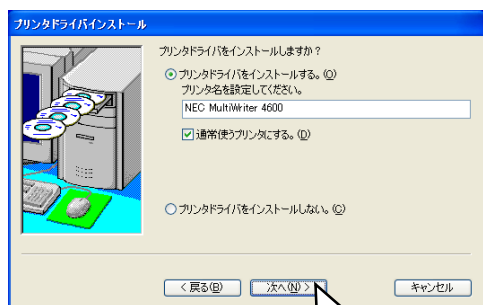 プリンタドライバインストール
プリンタドライバをインストールしますか？
プリンタドライバをインストールする。(O)
プリンタ名を設定してください。
NEC MultiWriter 4600
通常使うプリンタにする。(D)
プリンタドライバをインストールしない。(C)
< 戻る(B)
次へ(N) >
キャンセル